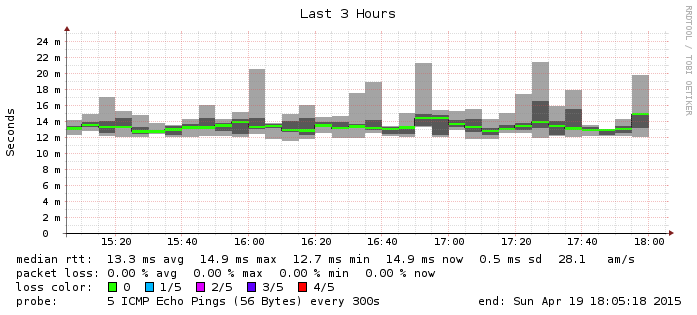 Last 3 Hours
RRDTOOL / TOBI OETIKER
Seconds
24 m
22 m
20 m
18 m
16 m
14 m
12 m
10 m
8 m
6 m
4 m
2 m
0
15:20 15:40 16:00 16:20 16:40 17:00 17:20 17:40 18:00
median rtt: 13.3 ms avg 14.9 ms max 12.7 ms min 14.9 ms now 0.5 ms sd 28.1 am/s
packet loss: 0.00 % avg 0.00 % max 0.00 % min 0.00 % now
loss color: 0 1/5 2/5 3/5 4/5
probe: 5 ICMP Echo Pings (56 Bytes) every 300s end: Sun Apr 19 18:05:18 2015